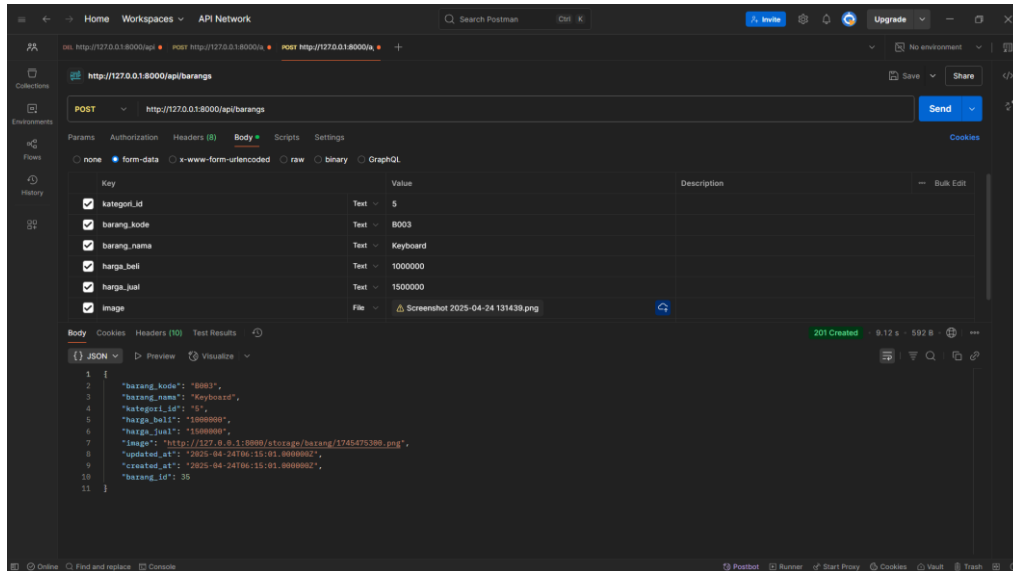 Home Workspaces API Network Search Postman Ctrl K Invite Upgrade
DEL http://127.0.0.1:8000/api POST http://127.0.0.1:8000/a, POST http://127.0.0.1:8000/a, + No environment
http://127.0.0.1:8000/api/barangs Save Share
Collections
POST http://127.0.0.1:8000/api/barangs Send
Environments
Params Authorization Headers (8) Body Scripts Settings Cookies
Flows
none form-data x-www-form-urlencoded raw binary GraphQL
History
Key Value Description ... Bulk Edit
kategori_id Text 5
barang_kode Text B003
barang_nama Text Keyboard
harga_beli Text 1000000
harga_jual Text 1500000
image File Screenshot 2025-04-24 131439.png
Body Cookies Headers (10) Test Results 201 Created 9.12 s 592 B ...
{} JSON Preview Visualize
1 {
2 "barang_kode": "B003",
3 "barang_nama": "Keyboard",
4 "kategori_id": "5",
5 "harga_beli": "1000000",
6 "harga_jual": "1500000",
7 "image": "http://127.0.0.1:8000/storage/barang/1745475300.png",
8 "updated_at": "2025-04-24T06:15:01.000000Z",
9 "created_at": "2025-04-24T06:15:01.000000Z",
10 "barang_id": 35
11 }
Online Find and replace Console Postbot Runner Start Proxy Cookies Vault Trash